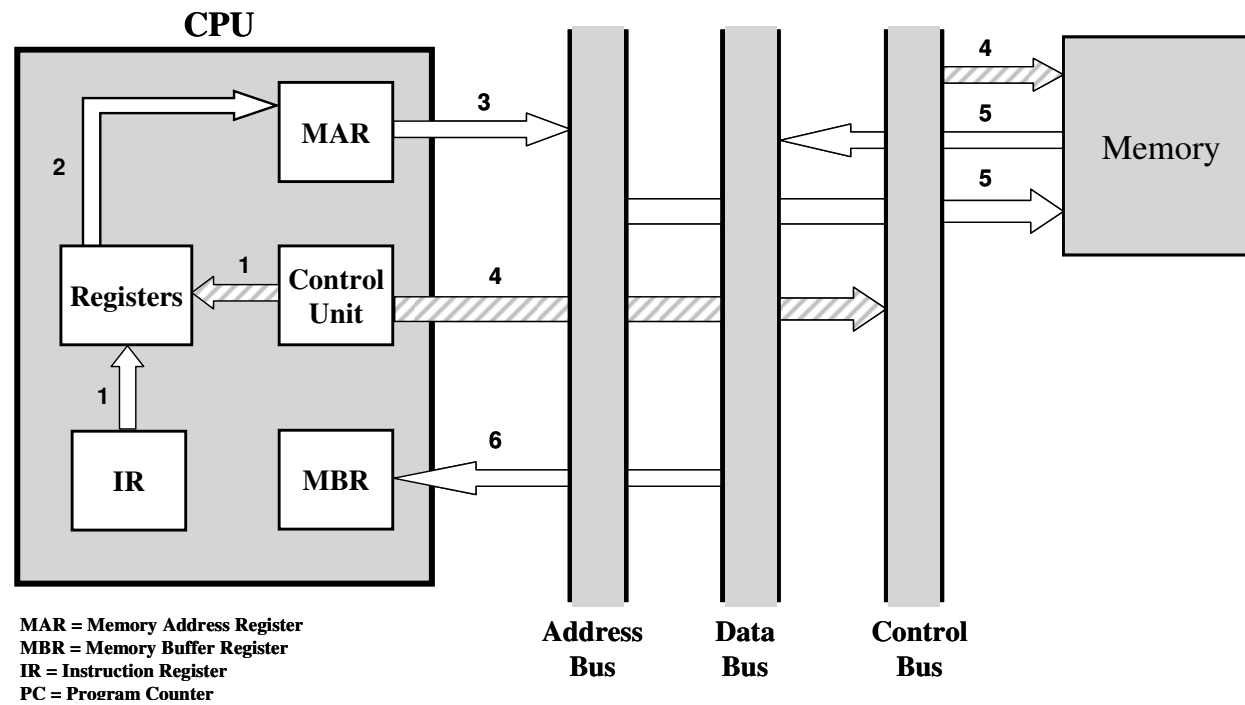 CPU
4
3
5
MAR
Memory
2
5
1
4
Registers
Control
Unit
1
6
IR
MBR
MAR = Memory Address Register
MBR = Memory Buffer Register
IR = Instruction Register
PC = Program Counter
Address
Bus
Data
Bus
Control
Bus